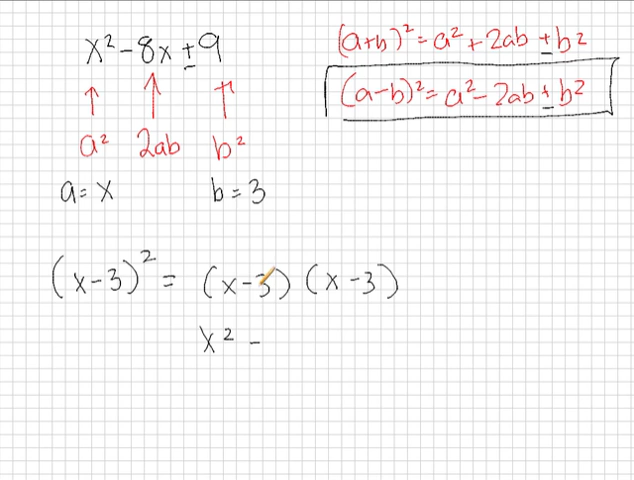 x² - 8x + 9
(a+b)² = a² + 2ab + b²
(a-b)² = a² - 2ab + b²
a² 2ab b²
a = x b = 3
(x-3)² = (x-3) (x-3)
x² -